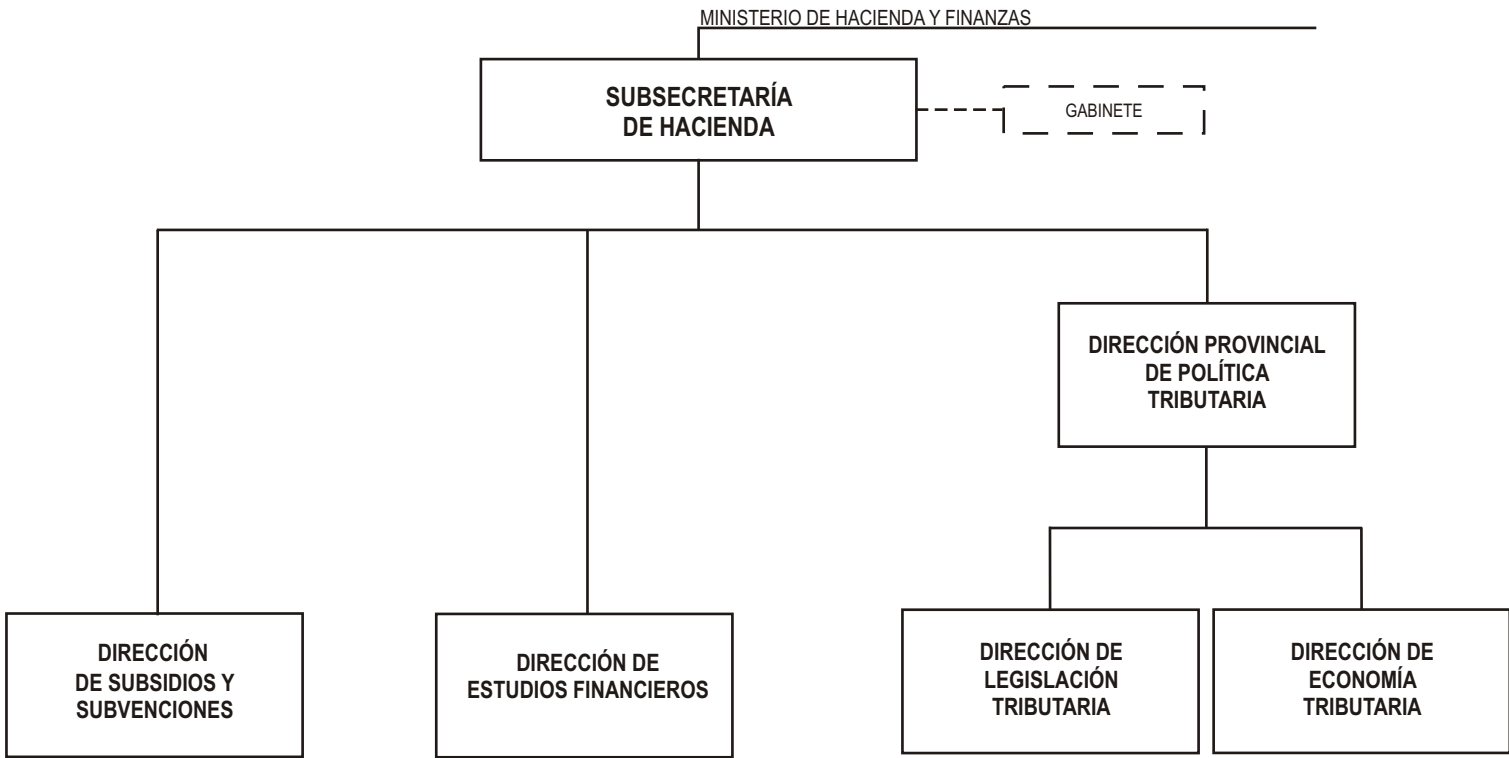 MINISTERIO DE HACIENDA Y FINANZAS
SUBSECRETARÍA
DE HACIENDA
GABINETE
DIRECCIÓN PROVINCIAL
DE POLÍTICA
TRIBUTARIA
DIRECCIÓN
DE SUBSIDIOS Y
SUBVENCIONES
DIRECCIÓN DE
ESTUDIOS FINANCIEROS
DIRECCIÓN DE
LEGISLACIÓN
TRIBUTARIA
DIRECCIÓN DE
ECONOMÍA
TRIBUTARIA